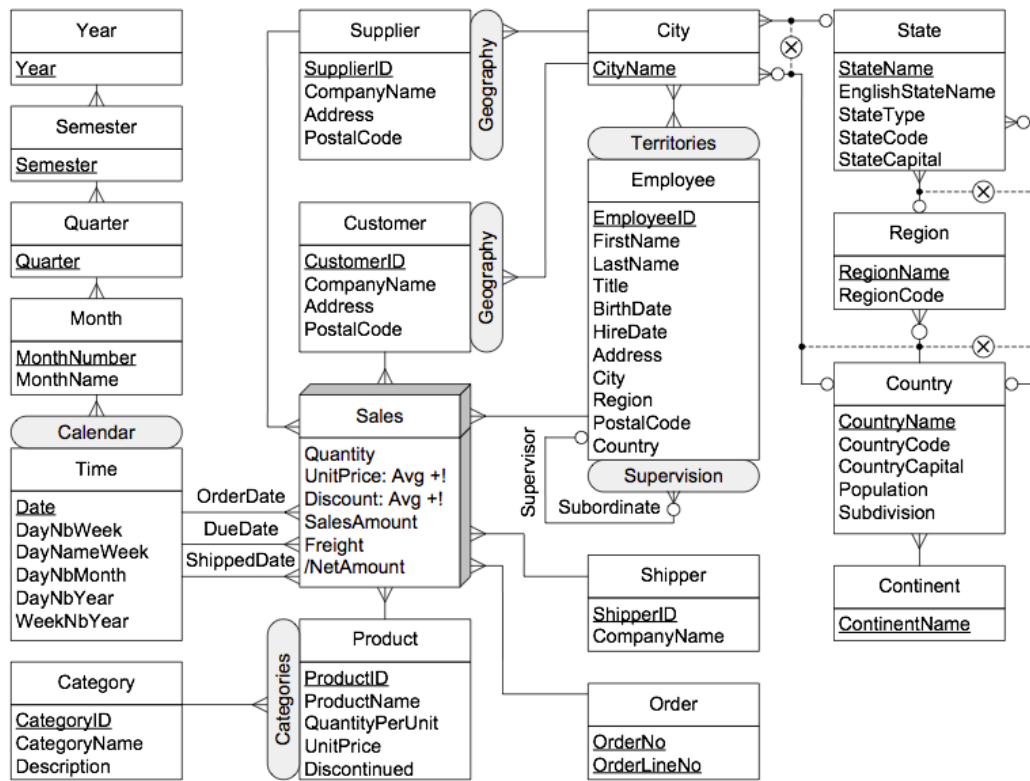 Year
Year
Semester
Semester
Quarter
Quarter
Month
MonthNumber
MonthName
Calendar
Time
Date
DayNbWeek
DayNameWeek
DayNbMonth
DayNbYear
WeekNbYear
Category
CategoryID
CategoryName
Description
Supplier
SupplierID
CompanyName
Address
PostalCode
Geography
Customer
CustomerID
CompanyName
Address
PostalCode
Geography
Sales
Quantity
UnitPrice: Avg +!
Discount: Avg +!
SalesAmount
Freight
/NetAmount
OrderDate
DueDate
ShippedDate
Categories
Product
ProductID
ProductName
QuantityPerUnit
UnitPrice
Discontinued
City
CityName
Territories
Employee
EmployeeID
FirstName
LastName
Title
BirthDate
HireDate
Address
City
Region
PostalCode
Country
Supervision
Supervisor
Subordinate
Shipper
ShipperID
CompanyName
Order
OrderNo
OrderLineNo
State
StateName
EnglishStateName
StateType
StateCode
StateCapital
Region
RegionName
RegionCode
Country
CountryName
CountryCode
CountryCapital
Population
Subdivision
Continent
ContinentName